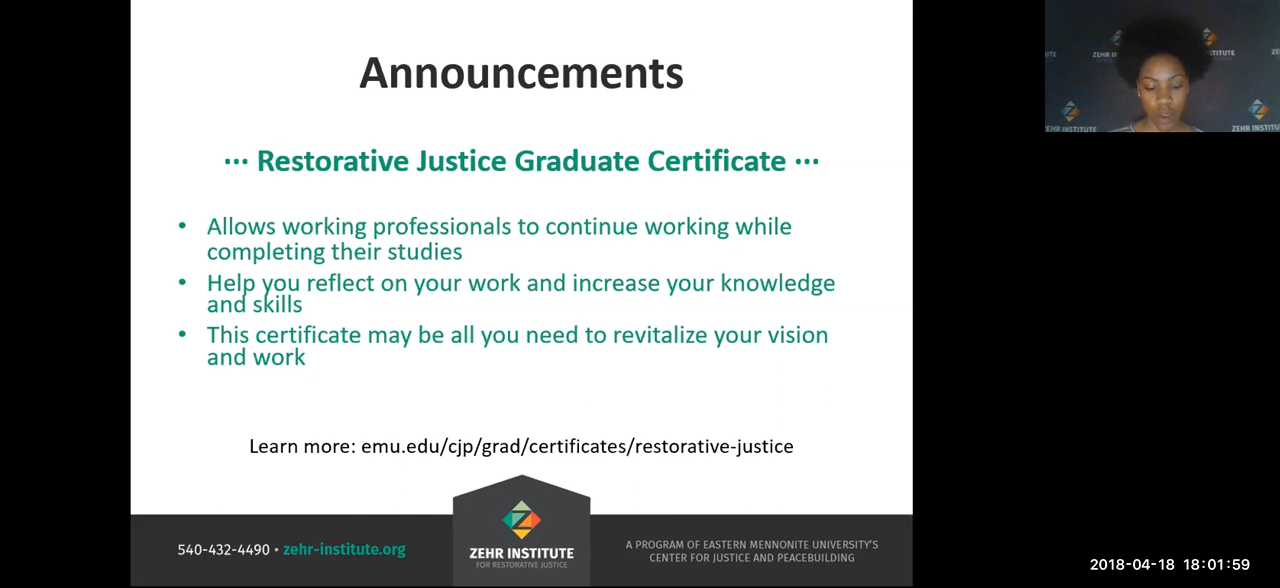 Announcements
··· Restorative Justice Graduate Certificate ···
• Allows working professionals to continue working while
completing their studies
• Help you reflect on your work and increase your knowledge
and skills
• This certificate may be all you need to revitalize your vision
and work
Learn more: emu.edu/cjp/grad/certificates/restorative-justice
540-432-4490 • zehr-institute.org
ZEHR INSTITUTE
FOR RESTORATIVE JUSTICE
A PROGRAM OF EASTERN MENNONITE UNIVERSITY'S
CENTER FOR JUSTICE AND PEACEBUILDING
ZEHR INSTITUTE
ZEHR INSTITUTE
2018-04-18 18:01:59